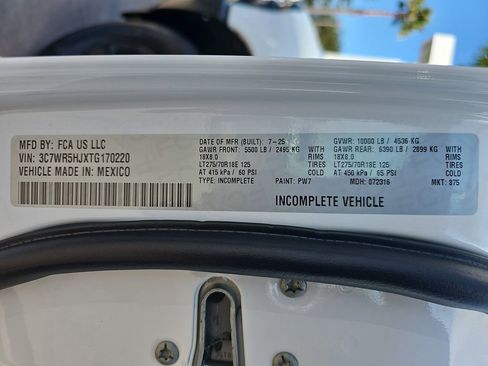 MFD BY: FCA US LLC
VIN: 3C7WR5HJXTG170220
VEHICLE MADE IN: MEXICO
DATE OF MFR (BUILT): 7-25 GVWR: 10000 LB / 4536 KG
GAWR FRONT: 5500 LB / 2495 KG WITH GAWR REAR: 6390 LB / 2899 KG WITH
18X8.0 RIMS 18X8.0 RIMS
LT275/70R18E 125 TIRES LT275/70R18E 125 TIRES
AT 415 kPa / 60 PSI COLD AT 450 kPa / 65 PSI COLD
TYPE: INCOMPLETE PAINT: PW7 MDH: 072316 MKT: 875
INCOMPLETE VEHICLE